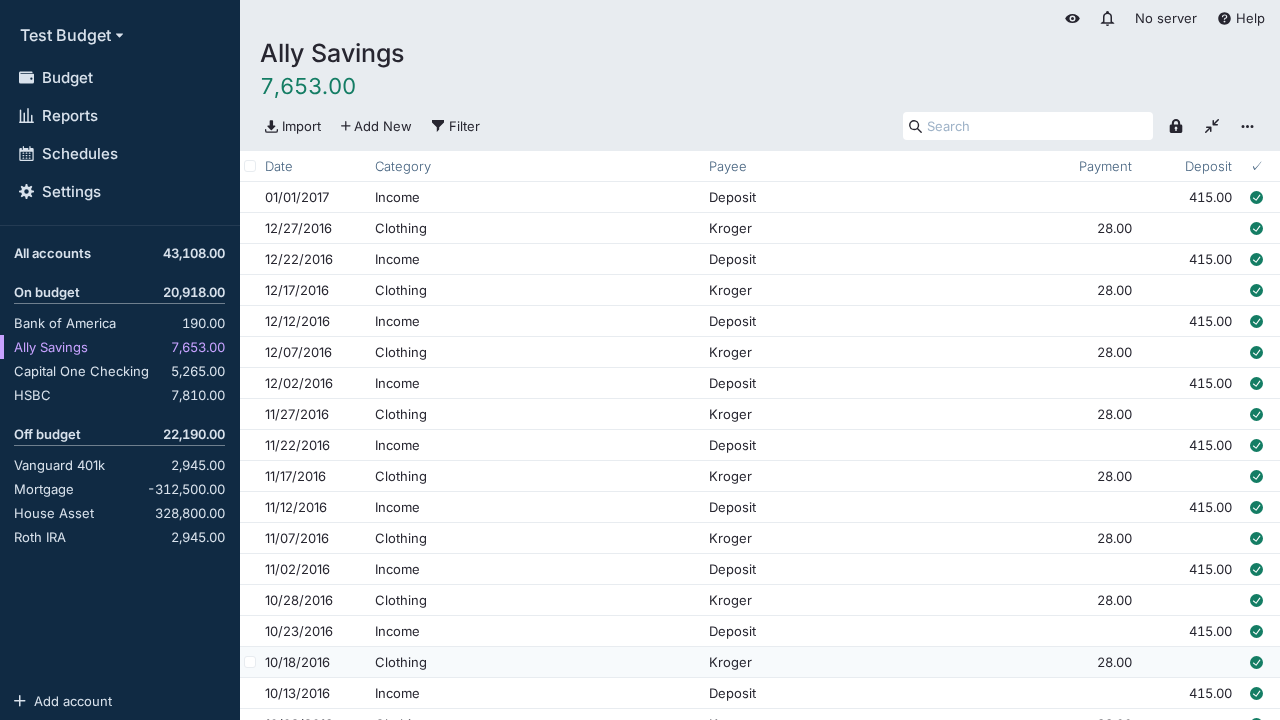 Test Budget
Budget
Reports
Schedules
Settings
All accounts 43,108.00
On budget 20,918.00
Bank of America 190.00
Ally Savings 7,653.00
Capital One Checking 5,265.00
HSBC 7,810.00
Off budget 22,190.00
Vanguard 401k 2,945.00
Mortgage -312,500.00
House Asset 328,800.00
Roth IRA 2,945.00
Add account
No server Help
Ally Savings
7,653.00
Import Add New Filter Search
Date Category Payee Payment Deposit ✓
01/01/2017 Income Deposit 415.00
12/27/2016 Clothing Kroger 28.00
12/22/2016 Income Deposit 415.00
12/17/2016 Clothing Kroger 28.00
12/12/2016 Income Deposit 415.00
12/07/2016 Clothing Kroger 28.00
12/02/2016 Income Deposit 415.00
11/27/2016 Clothing Kroger 28.00
11/22/2016 Income Deposit 415.00
11/17/2016 Clothing Kroger 28.00
11/12/2016 Income Deposit 415.00
11/07/2016 Clothing Kroger 28.00
11/02/2016 Income Deposit 415.00
10/28/2016 Clothing Kroger 28.00
10/23/2016 Income Deposit 415.00
10/18/2016 Clothing Kroger 28.00
10/13/2016 Income Deposit 415.00